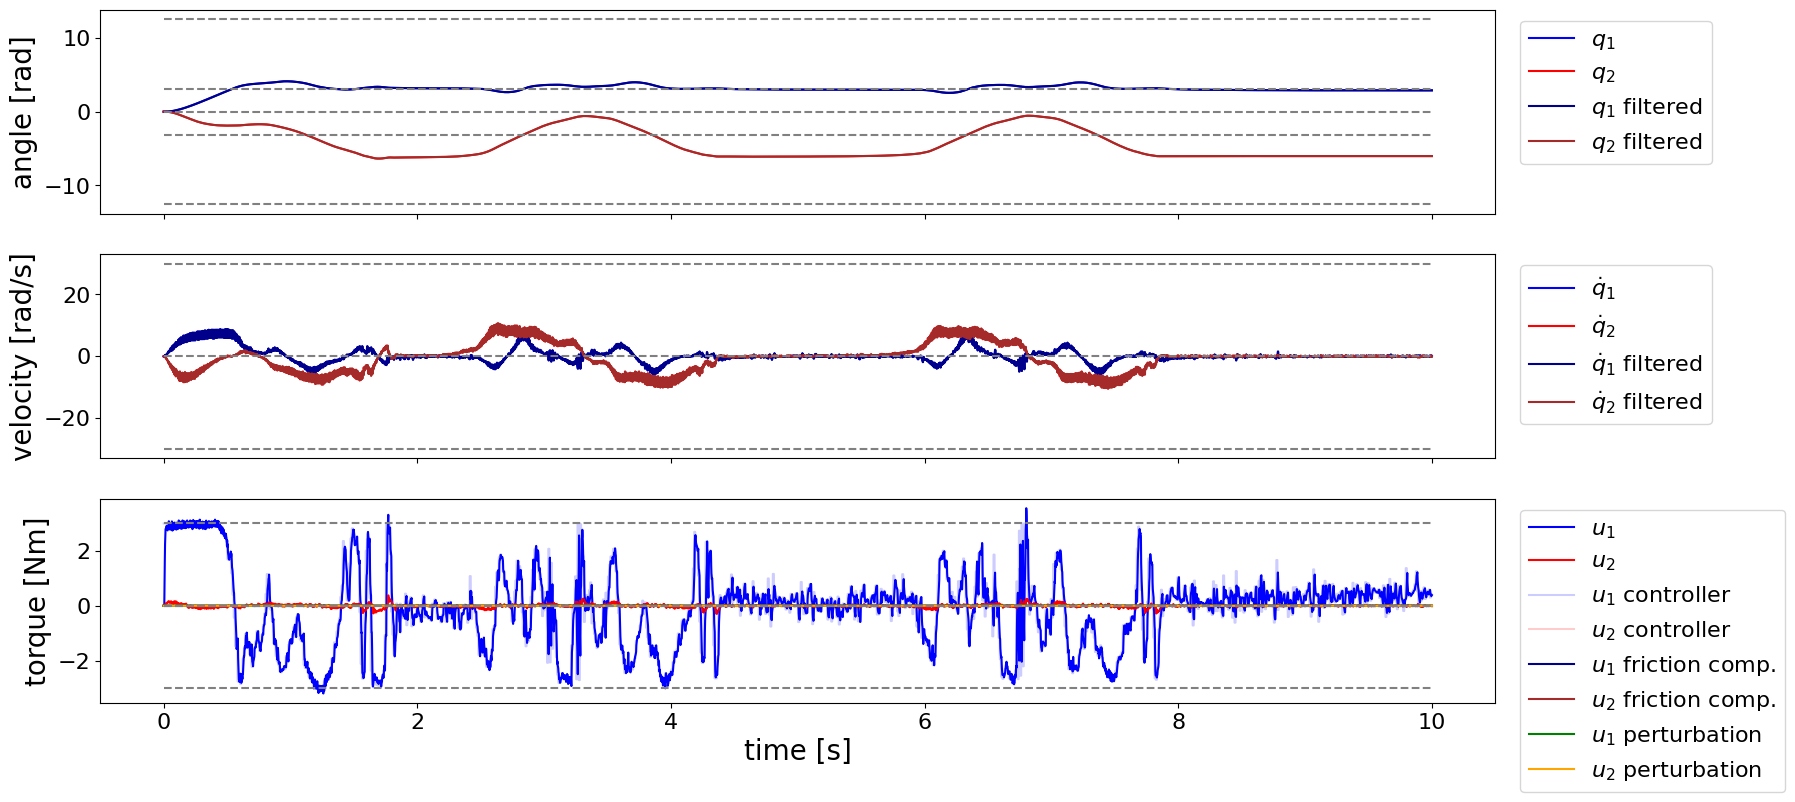 angle [rad]
10
0
−10
q₁
q₂
q₁ filtered
q₂ filtered
velocity [rad/s]
20
0
−20
q̇₁
q̇₂
q̇₁ filtered
q̇₂ filtered
torque [Nm]
2
0
−2
0 2 4 6 8 10
time [s]
u₁
u₂
u₁ controller
u₂ controller
u₁ friction comp.
u₂ friction comp.
u₁ perturbation
u₂ perturbation